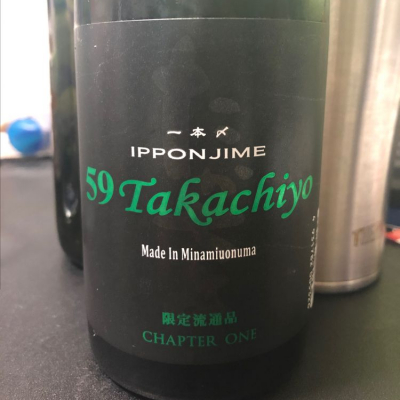 一本〆
IPPONJIME
59 Takachiyo
Made In Minamiuonuma
限定流通品
CHAPTER ONE